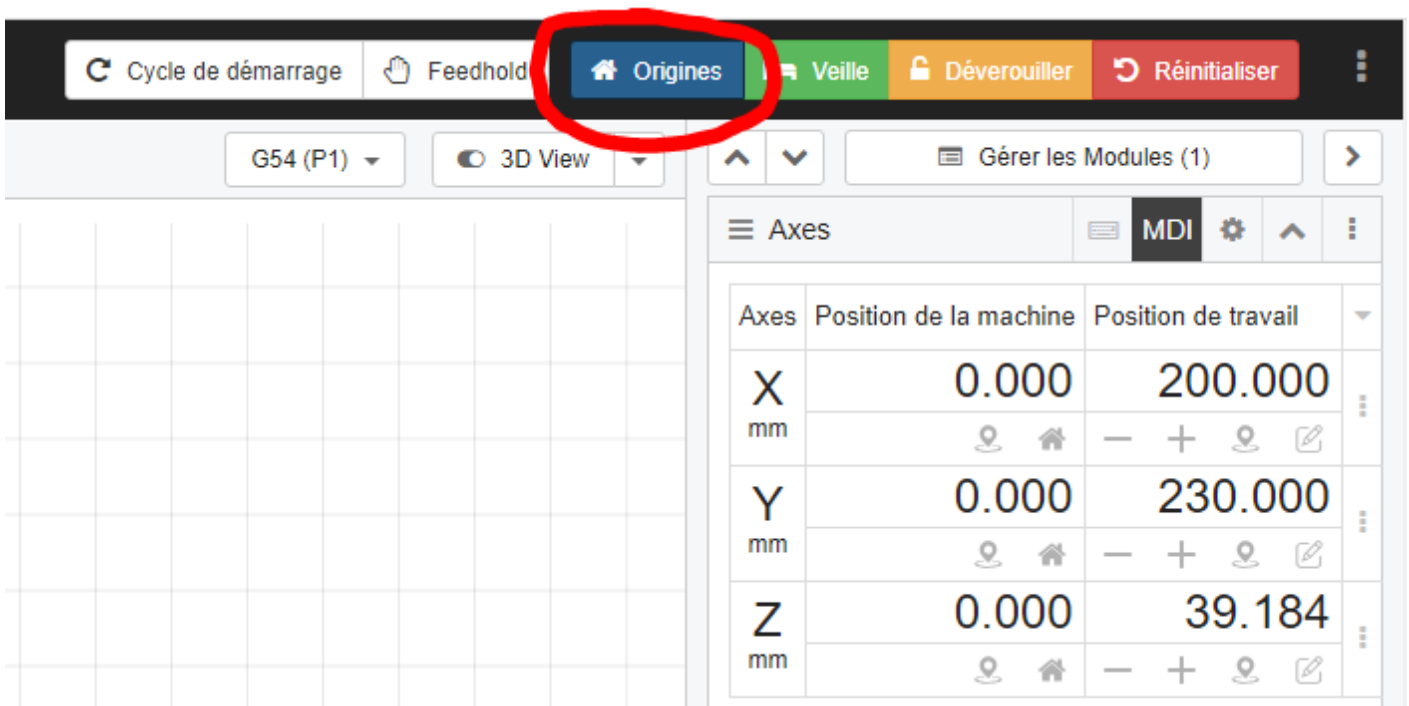 Cycle de démarrage Feedhold Origines Veille Déverouiller Réinitialiser
G54 (P1) 3D View Gérer les Modules (1)
Axes MDI
Axes Position de la machine Position de travail
X 0.000 200.000
mm
Y 0.000 230.000
mm
Z 0.000 39.184
mm